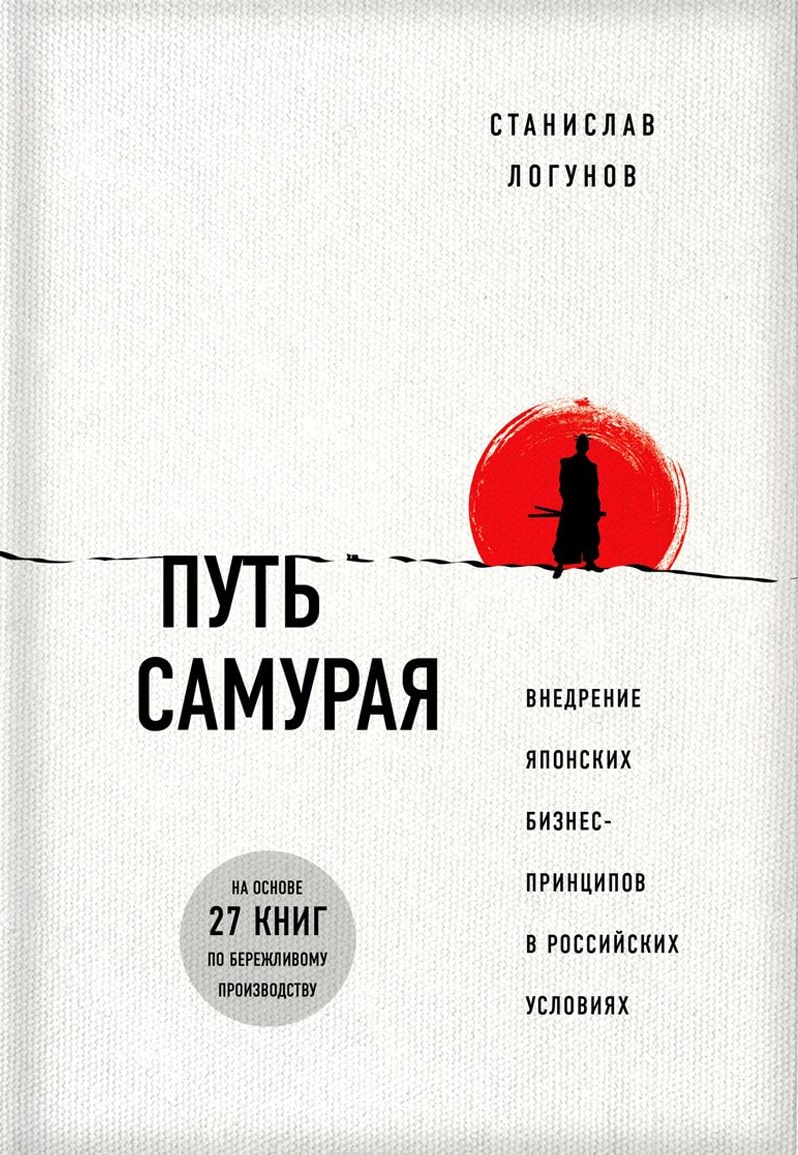 СТАНИСЛАВ
ЛОГУНОВ
ПУТЬ
САМУРАЯ
ВНЕДРЕНИЕ
ЯПОНСКИХ
БИЗНЕС-
ПРИНЦИПОВ
В РОССИЙСКИХ
УСЛОВИЯХ
НА ОСНОВЕ
27 КНИГ
ПО БЕРЕЖЛИВОМУ
ПРОИЗВОДСТВУ